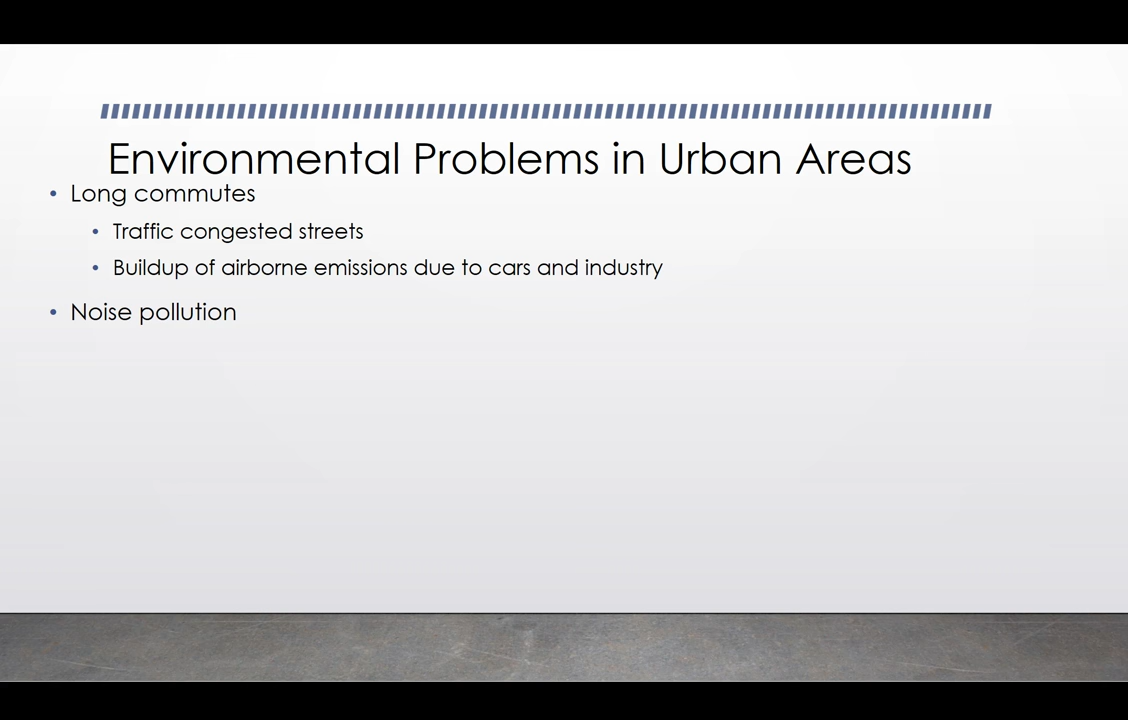 Environmental Problems in Urban Areas
• Long commutes
• Traffic congested streets
• Buildup of airborne emissions due to cars and industry
• Noise pollution